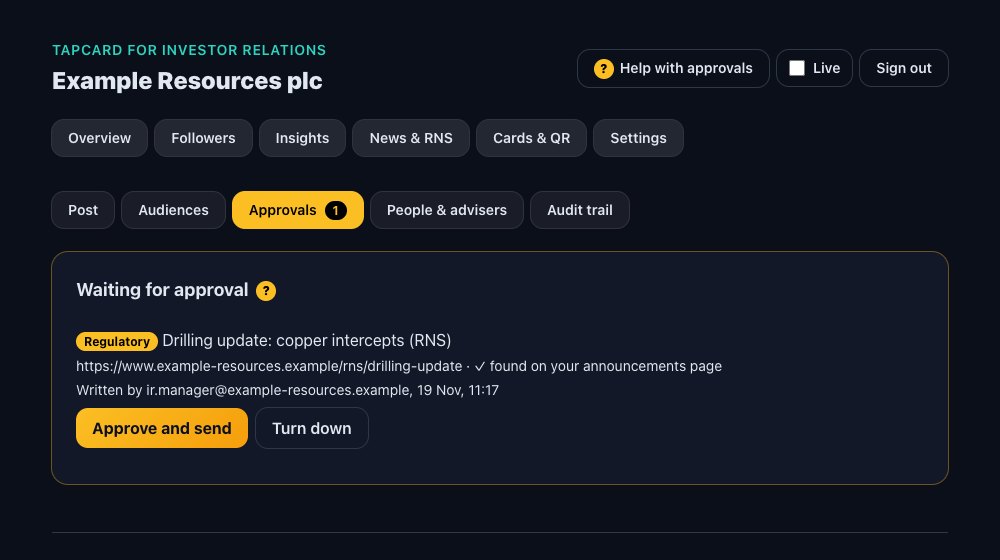 TAPCARD FOR INVESTOR RELATIONS
Example Resources plc
? Help with approvals
Live
Sign out
Overview
Followers
Insights
News & RNS
Cards & QR
Settings
Post
Audiences
Approvals 1
People & advisers
Audit trail
Waiting for approval ?
Regulatory Drilling update: copper intercepts (RNS)
https://www.example-resources.example/rns/drilling-update · ✓ found on your announcements page
Written by ir.manager@example-resources.example, 19 Nov, 11:17
Approve and send
Turn down